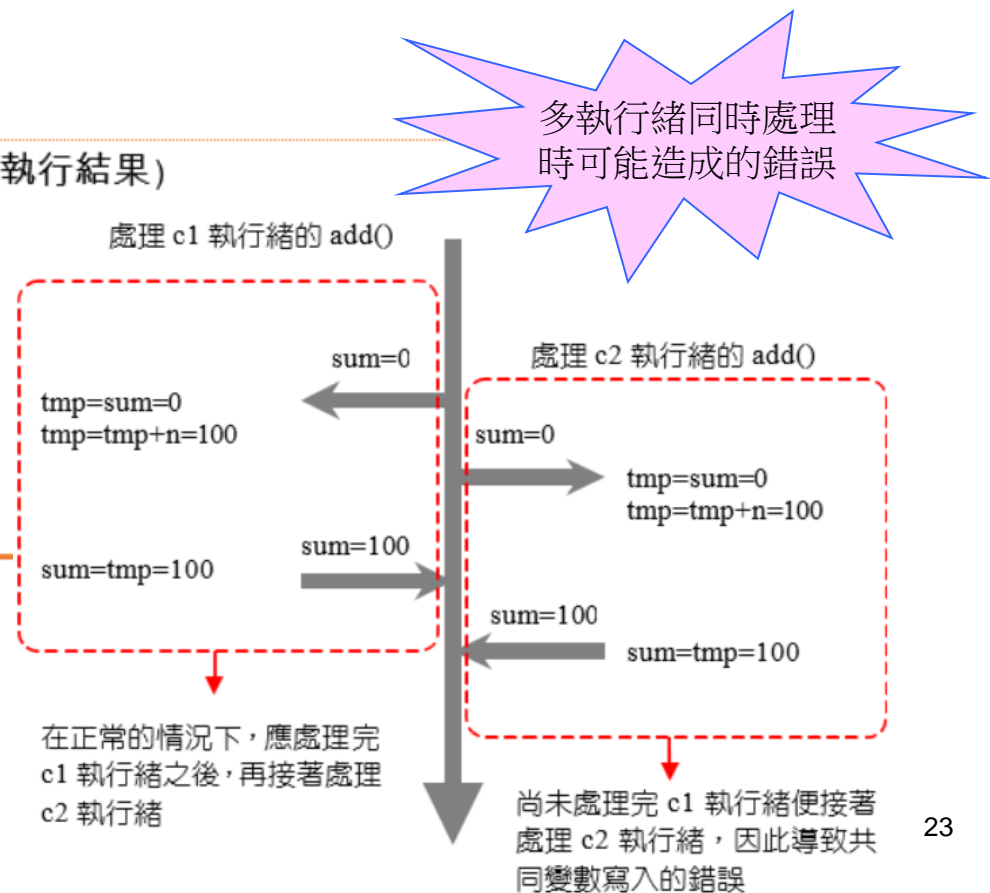 多執行緒同時處理
時可能造成的錯誤
執行結果)
處理 c1 執行緒的 add()
sum=0
tmp=sum=0
tmp=tmp+n=100
sum=100
sum=tmp=100
在正常的情況下，應處理完
c1 執行緒之後，再接著處理
c2 執行緒
處理 c2 執行緒的 add()
sum=0
tmp=sum=0
tmp=tmp+n=100
sum=100
sum=tmp=100
尚未處理完 c1 執行緒便接著
處理 c2 執行緒，因此導致共
同變數寫入的錯誤
23